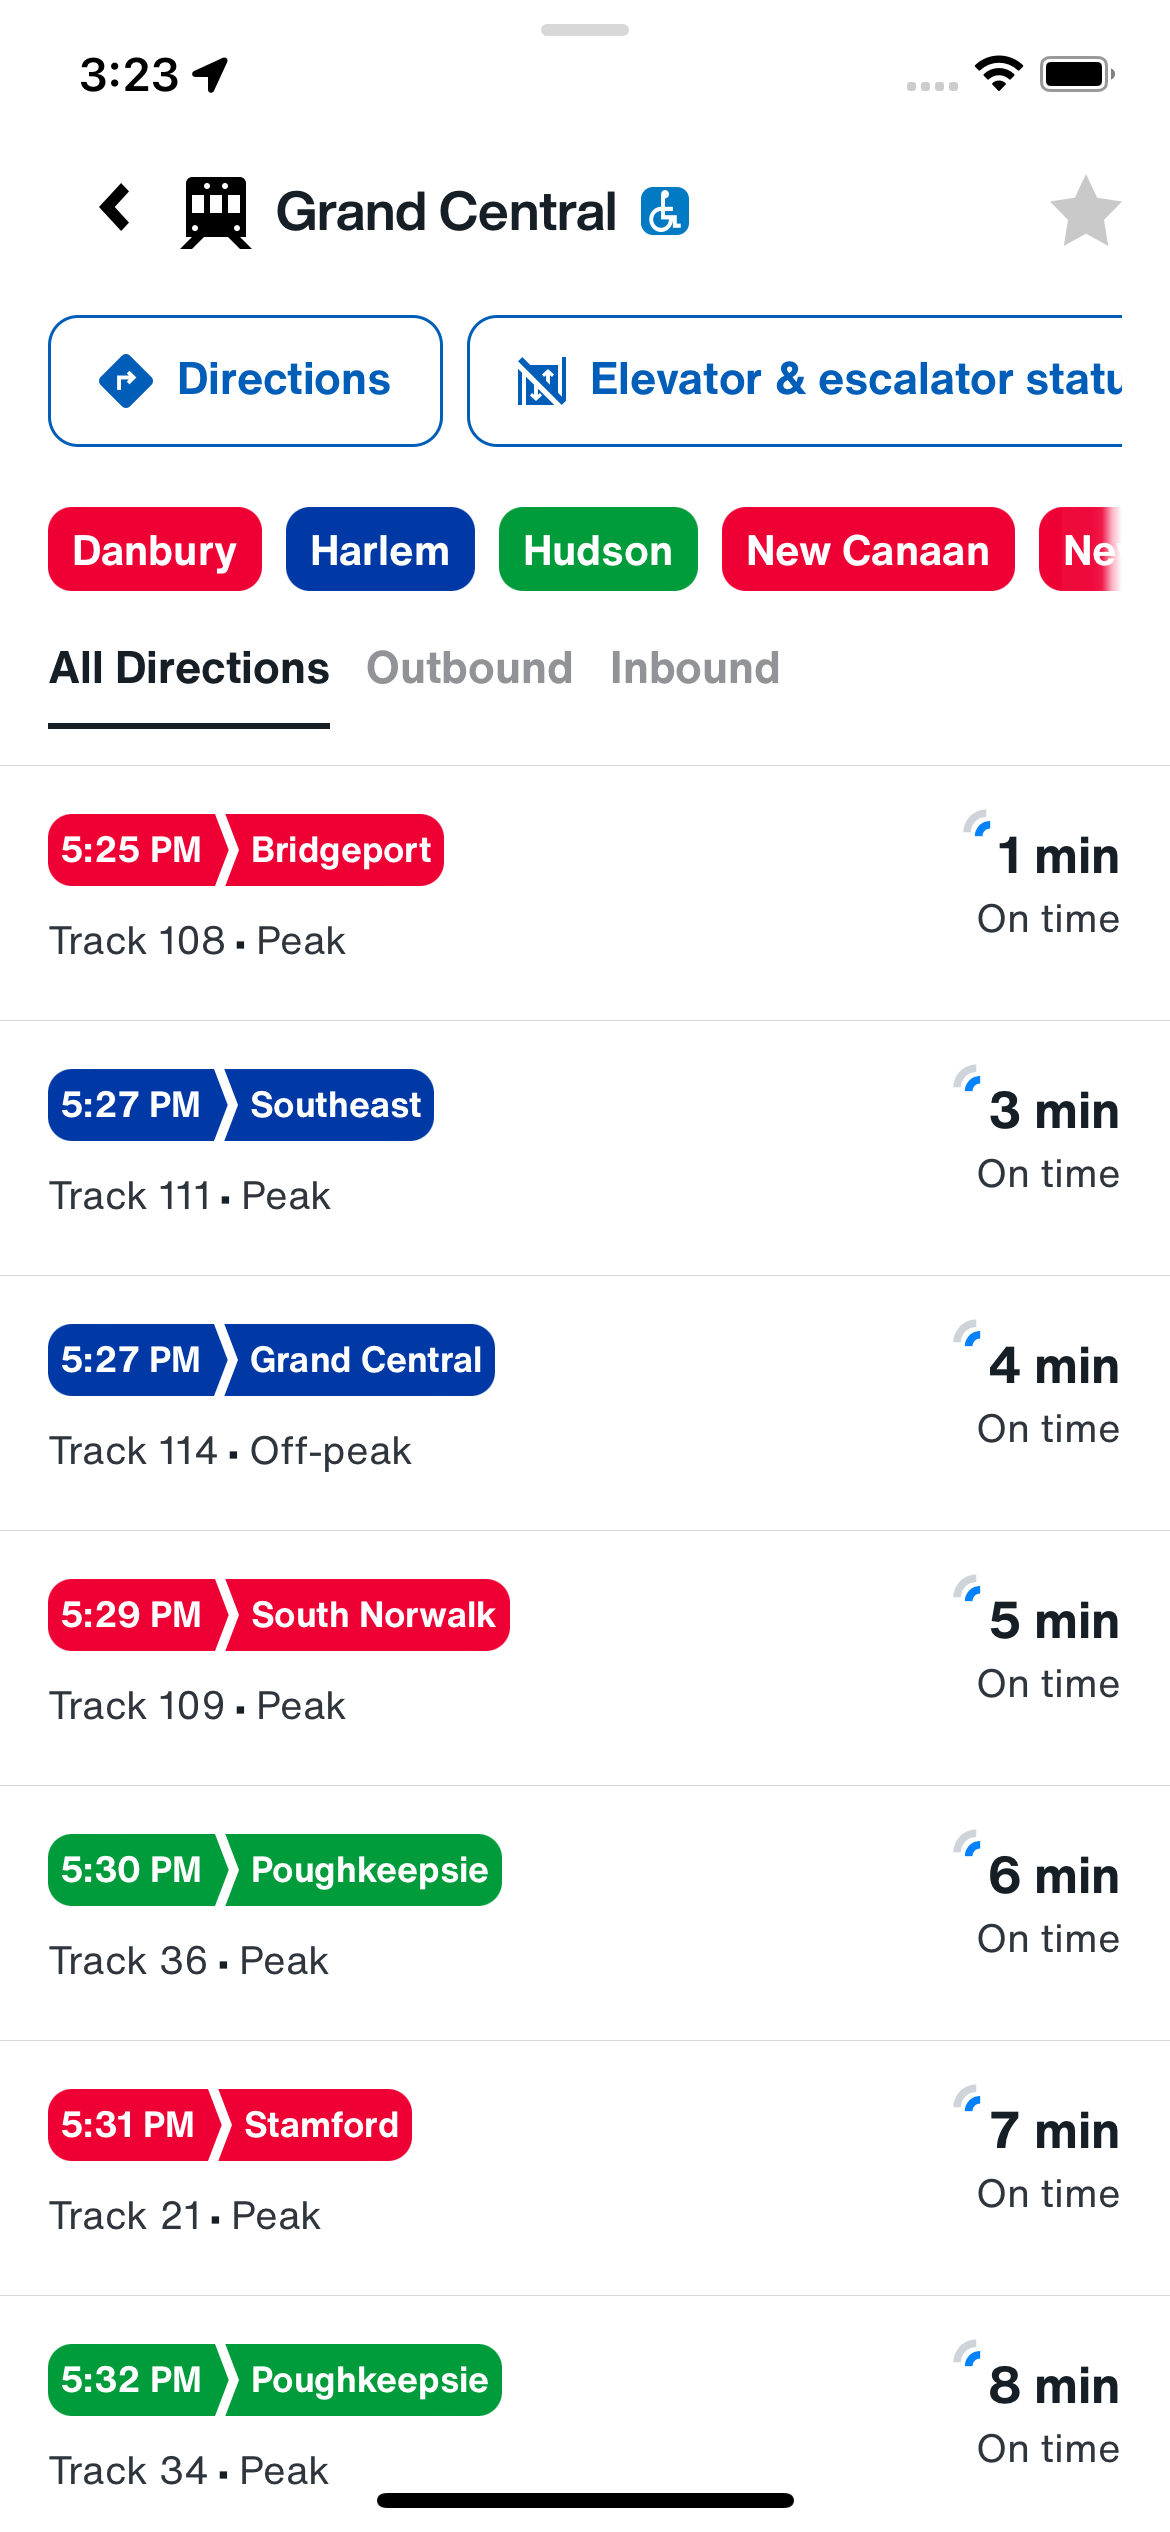 3:23
Grand Central
Directions
Elevator & escalator statu
Danbury Harlem Hudson New Canaan Ne
All Directions Outbound Inbound
5:25 PM Bridgeport 1 min
Track 108 ▪ Peak On time
5:27 PM Southeast 3 min
Track 111 ▪ Peak On time
5:27 PM Grand Central 4 min
Track 114 ▪ Off-peak On time
5:29 PM South Norwalk 5 min
Track 109 ▪ Peak On time
5:30 PM Poughkeepsie 6 min
Track 36 ▪ Peak On time
5:31 PM Stamford 7 min
Track 21 ▪ Peak On time
5:32 PM Poughkeepsie 8 min
Track 34 ▪ Peak On time